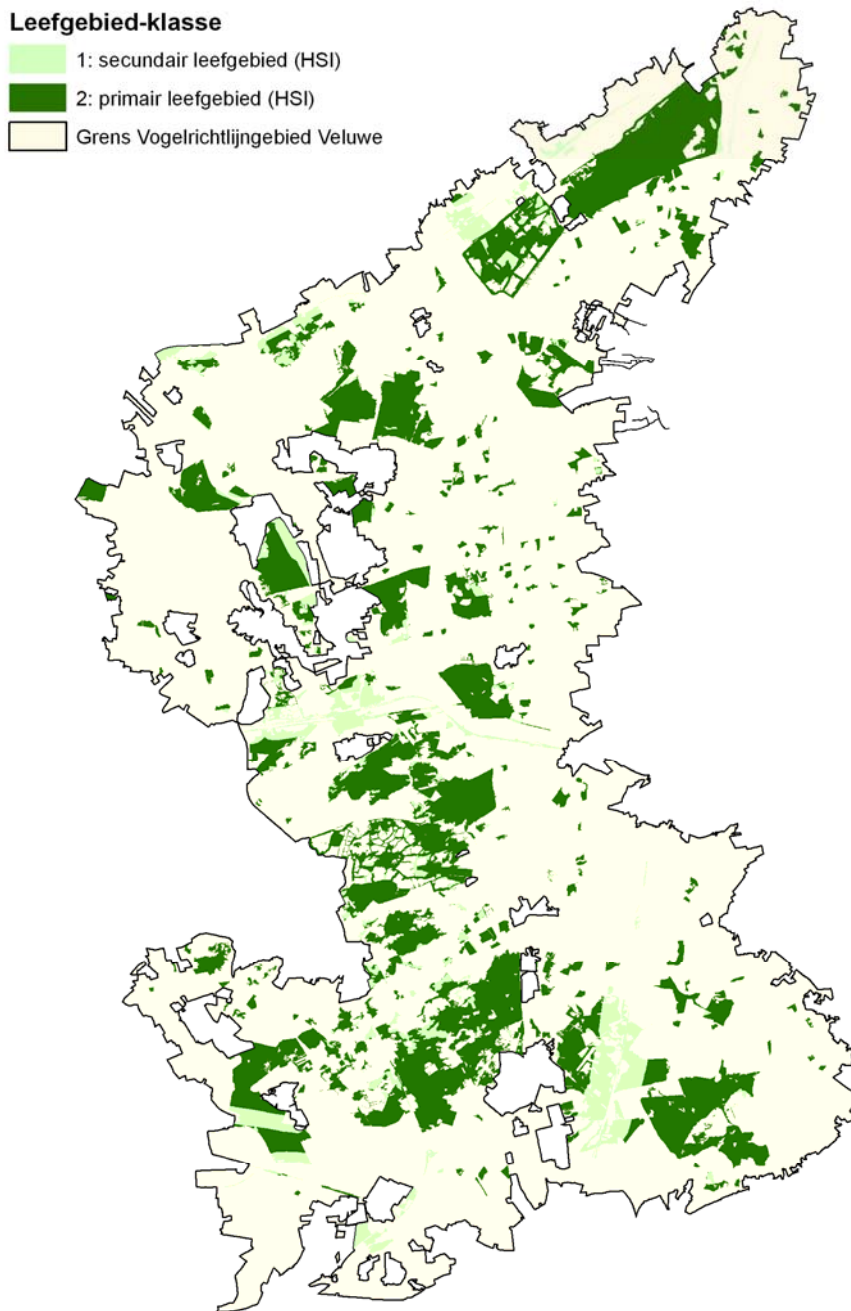 Leefgebied-klasse
1: secundair leefgebied (HSI)
2: primair leefgebied (HSI)
Grens Vogelrichtlijngebied Veluwe